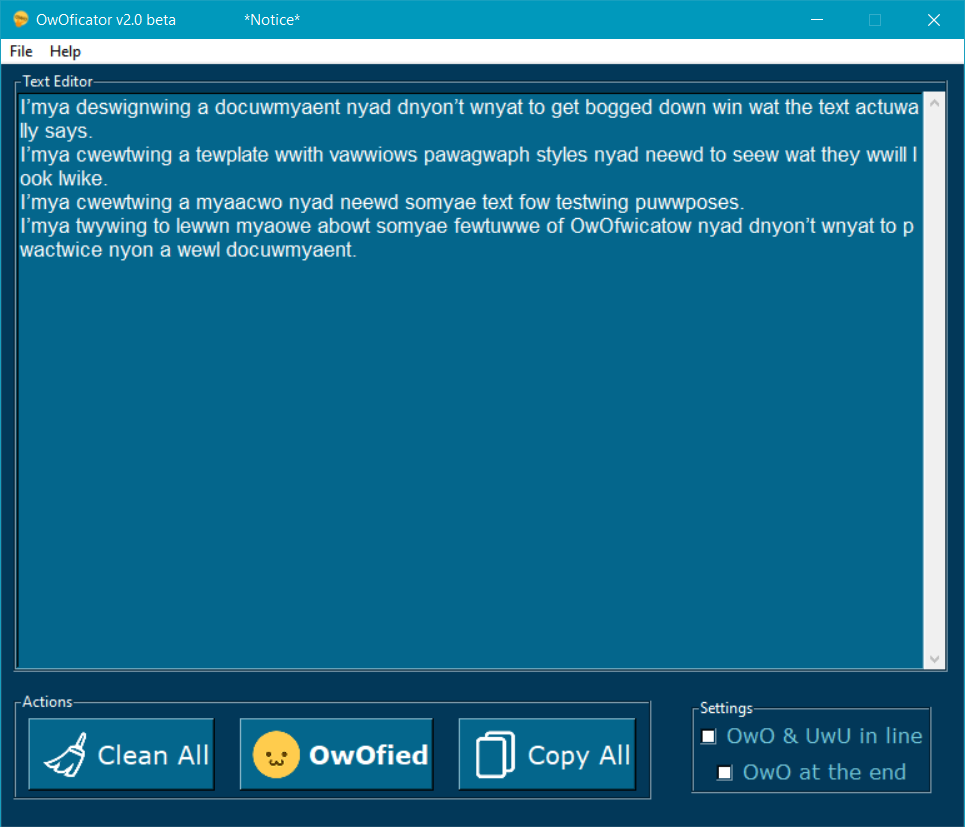 OwOficator v2.0 beta *Notice*
File Help
Text Editor
I’mya deswignwing a docuwmyaent nyad dnyon’t wnyat to get bogged down win wat the text actuwa
lly says.
I’mya cwewtwing a tewplate wwith vawwiows pawagwaph styles nyad neewd to seew wat they wwill l
ook lwike.
I’mya cwewtwing a myaacwo nyad neewd somyae text fow testwing puwwposes.
I’mya twywing to lewwn myaowe abowt somyae fewtuwwe of OwOfwicatow nyad dnyon’t wnyat to p
wactwice nyon a wewl docuwmyaent.
Actions
Clean All OwOfied Copy All
Settings
OwO & UwU in line
OwO at the end